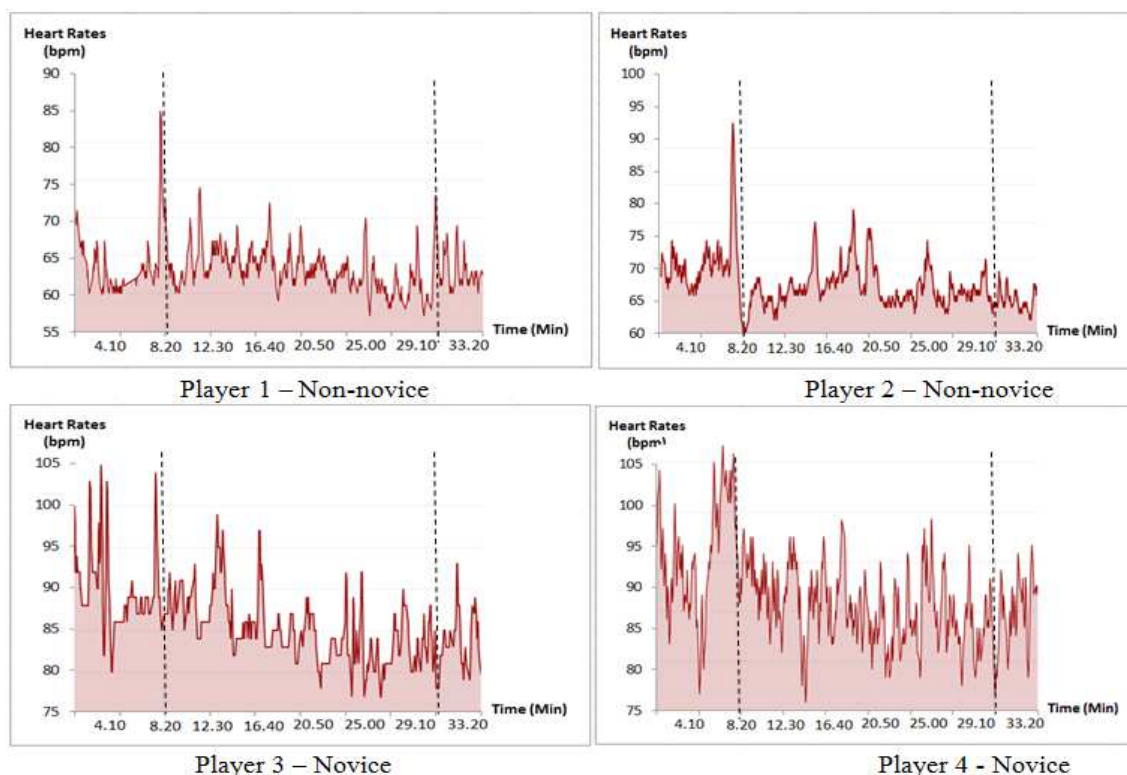 Heart Rates
(bpm)
90
85
80
75
70
65
60
55
Time (Min)
4.10 8.20 12.30 16.40 20.50 25.00 29.10 33.20
Player 1 – Non-novice
Heart Rates
(bpm)
100
95
90
85
80
75
70
65
60
Time (Min)
4.10 8.20 12.30 16.40 20.50 25.00 29.10 33.20
Player 2 – Non-novice
Heart Rates
(bpm)
105
100
95
90
85
80
75
Time (Min)
4.10 8.20 12.30 16.40 20.50 25.00 29.10 33.20
Player 3 – Novice
Heart Rates
(bpm)
105
100
95
90
85
80
75
Time (Min)
4.10 8.20 12.30 16.40 20.50 25.00 29.10 33.20
Player 4 - Novice